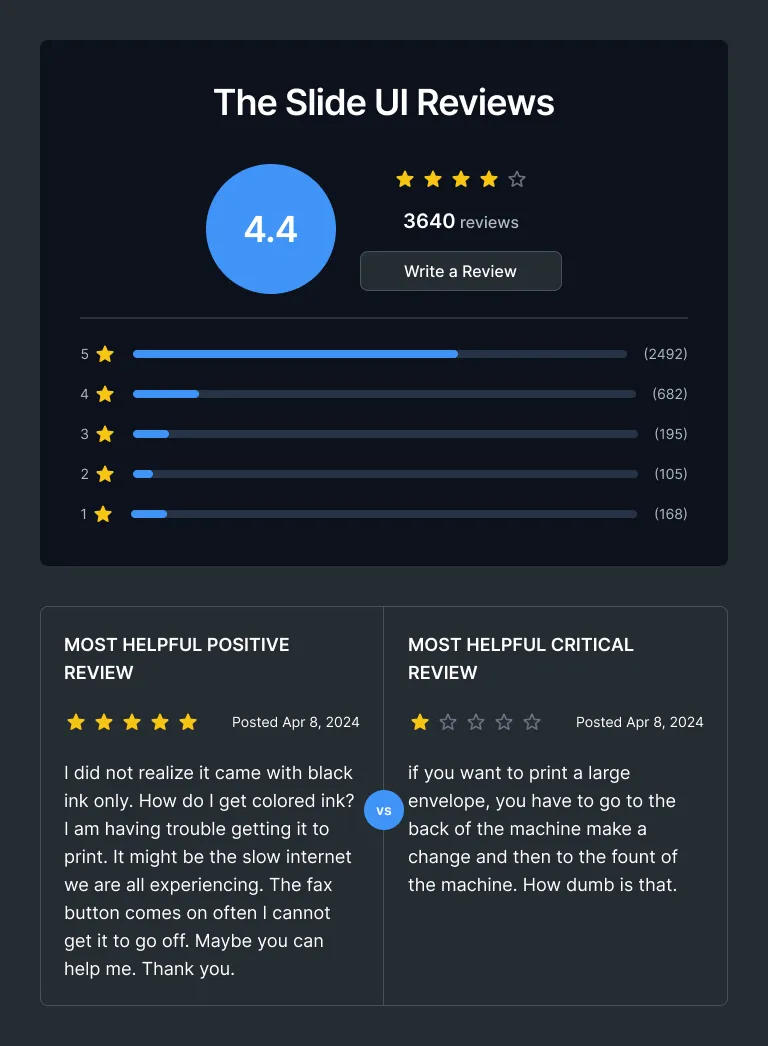 The Slide UI Reviews
4.4
3640 reviews
Write a Review
5 (2492)
4 (682)
3 (195)
2 (105)
1 (168)
MOST HELPFUL POSITIVE
REVIEW
Posted Apr 8, 2024
I did not realize it came with black
ink only. How do I get colored ink?
I am having trouble getting it to
print. It might be the slow internet
we are all experiencing. The fax
button comes on often I cannot
get it to go off. Maybe you can
help me. Thank you.
vs
MOST HELPFUL CRITICAL
REVIEW
Posted Apr 8, 2024
if you want to print a large
envelope, you have to go to the
back of the machine make a
change and then to the fount of
the machine. How dumb is that.